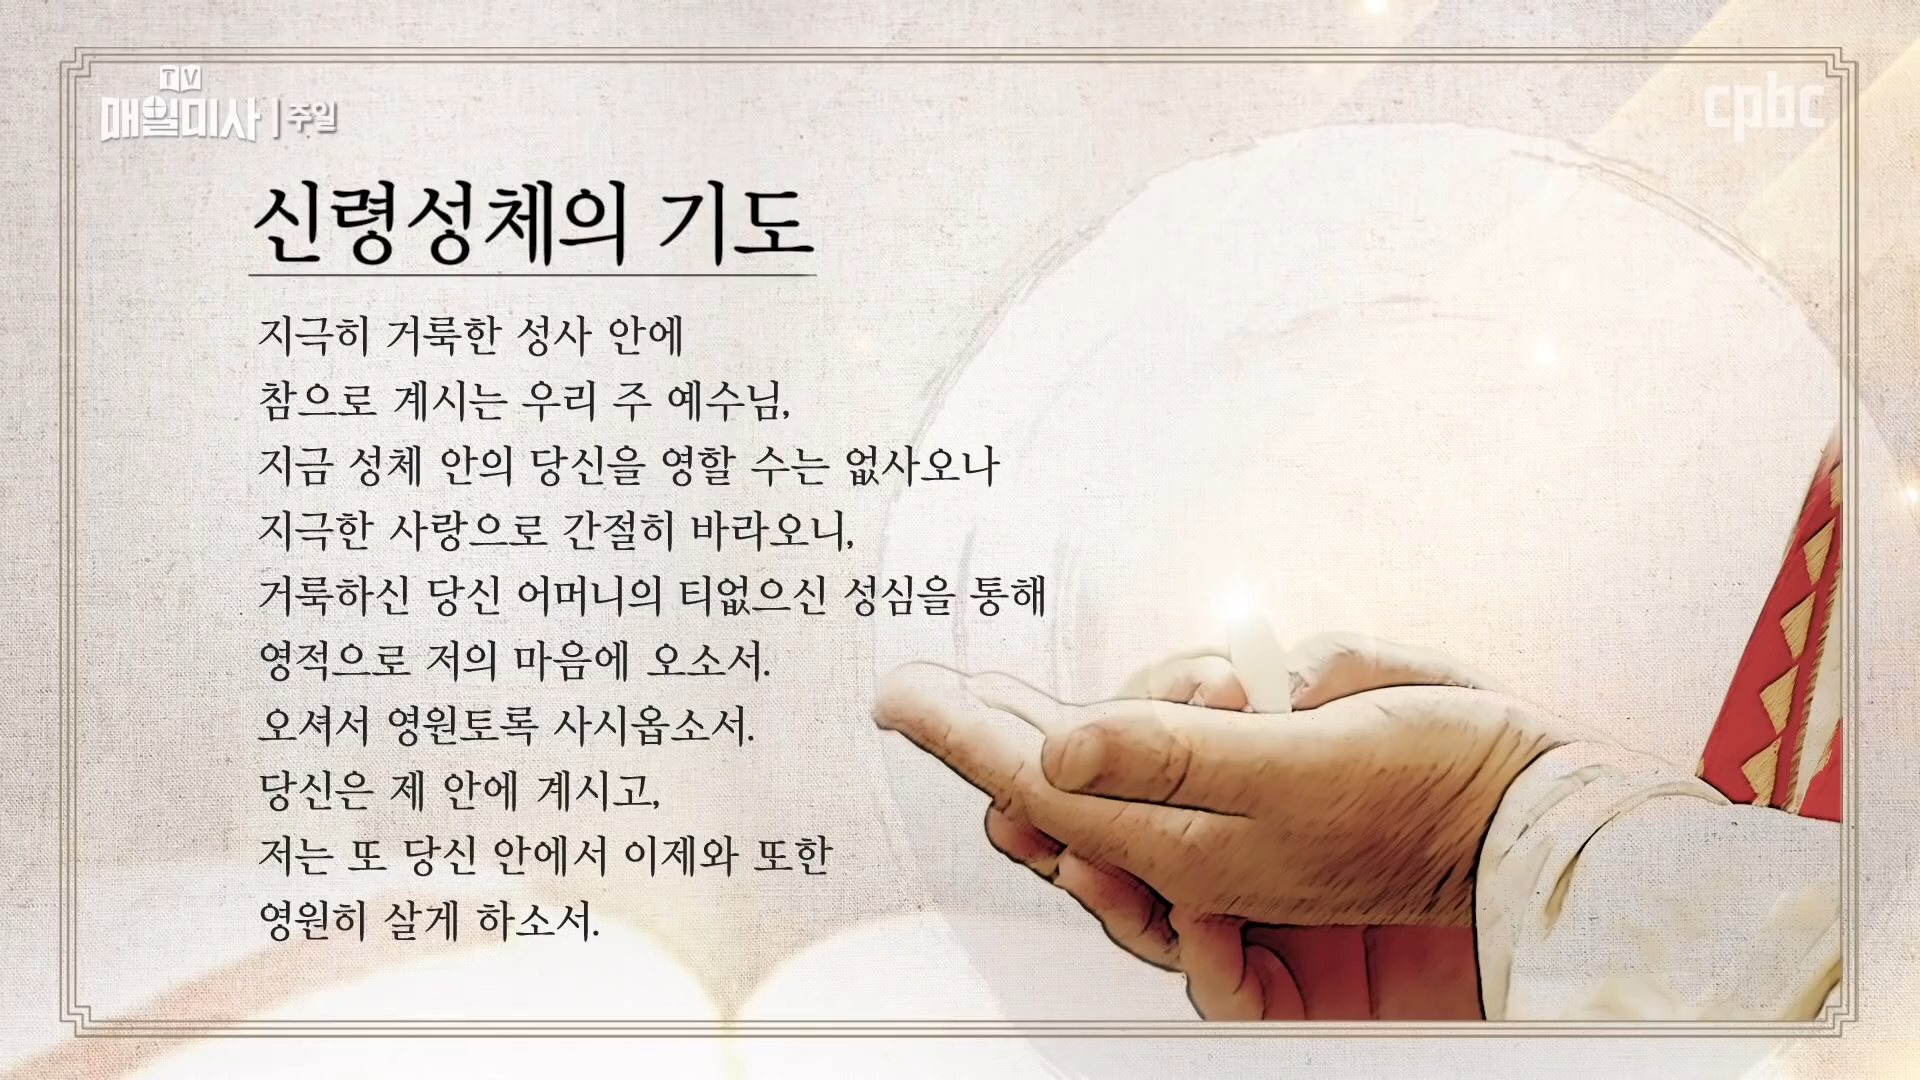 TV
매일미사 | 주일
cpbc
신령성체의 기도
지극히 거룩한 성사 안에
참으로 계시는 우리 주 예수님,
지금 성체 안의 당신을 영할 수는 없사오나
지극한 사랑으로 간절히 바라오니,
거룩하신 당신 어머니의 티없으신 성심을 통해
영적으로 저의 마음에 오소서.
오셔서 영원토록 사시옵소서.
당신은 제 안에 계시고,
저는 또 당신 안에서 이제와 또한
영원히 살게 하소서.